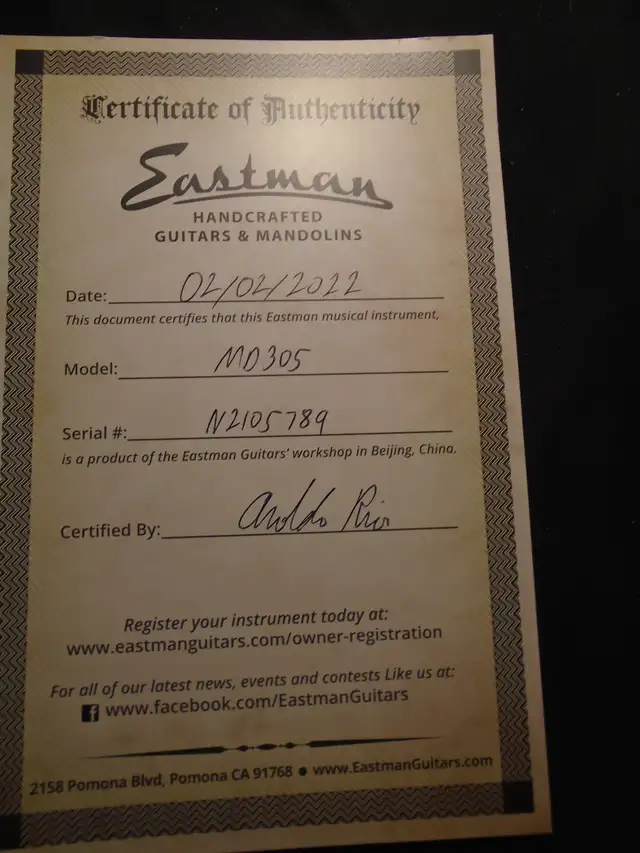 Certificate of Authenticity
Eastman
HANDCRAFTED
GUITARS & MANDOLINS
Date: 02/02/2022
This document certifies that this Eastman musical instrument,
Model: MD305
Serial #: N2105789
is a product of the Eastman Guitars' workshop in Beijing, China.
Certified By: Aroldo Rios
Register your instrument today at:
www.eastmanguitars.com/owner-registration
For all of our latest news, events and contests Like us at:
f www.facebook.com/EastmanGuitars
2158 Pomona Blvd, Pomona CA 91768 ● www.EastmanGuitars.com